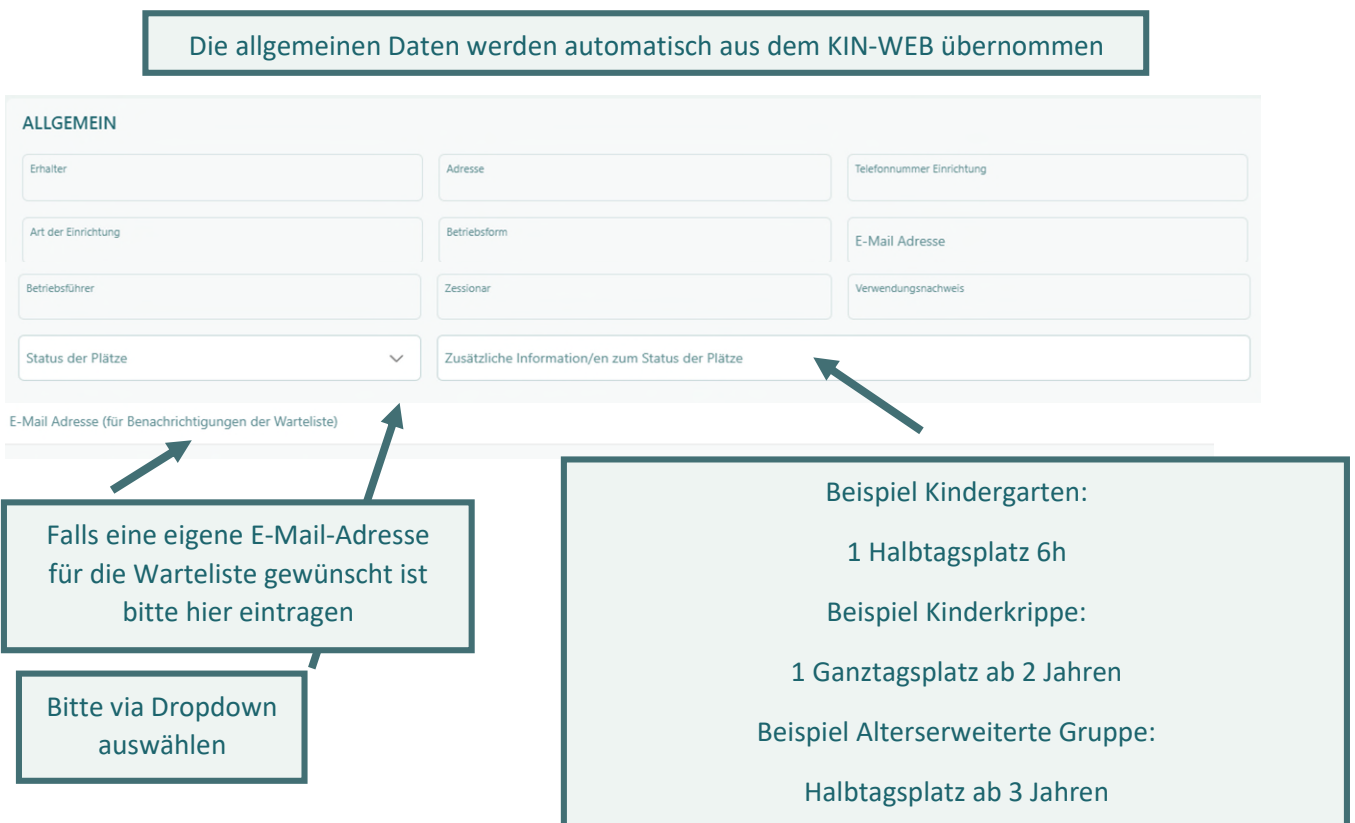 Die allgemeinen Daten werden automatisch aus dem KIN-WEB übernommen
ALLGEMEIN
Erhalter
Adresse
Telefonnummer Einrichtung
Art der Einrichtung
Betriebsform
E-Mail Adresse
Betriebsführer
Zessionar
Verwendungsnachweis
Status der Plätze
Zusätzliche Information/en zum Status der Plätze
E-Mail Adresse (für Benachrichtigungen der Warteliste)
Falls eine eigene E-Mail-Adresse
für die Warteliste gewünscht ist
bitte hier eintragen
Bitte via Dropdown
auswählen
Beispiel Kindergarten:
1 Halbtagsplatz 6h
Beispiel Kinderkrippe:
1 Ganztagsplatz ab 2 Jahren
Beispiel Alterserweiterte Gruppe:
Halbtagsplatz ab 3 Jahren